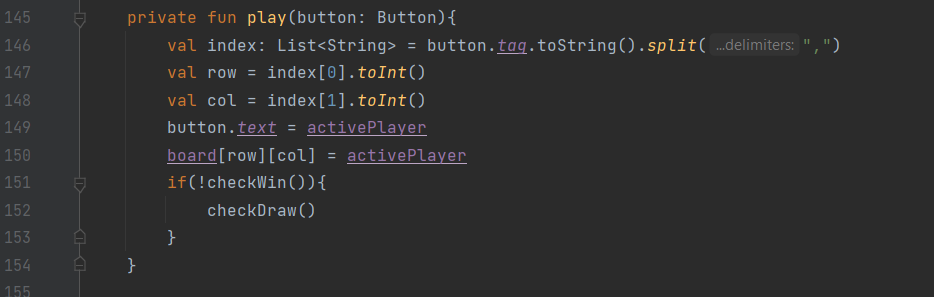 145 private fun play(button: Button){
146 val index: List<String> = button.tag.toString().split( ...delimiters: ",")
147 val row = index[0].toInt()
148 val col = index[1].toInt()
149 button.text = activePlayer
150 board[row][col] = activePlayer
151 if(!checkWin()){
152 checkDraw()
153 }
154 }
155